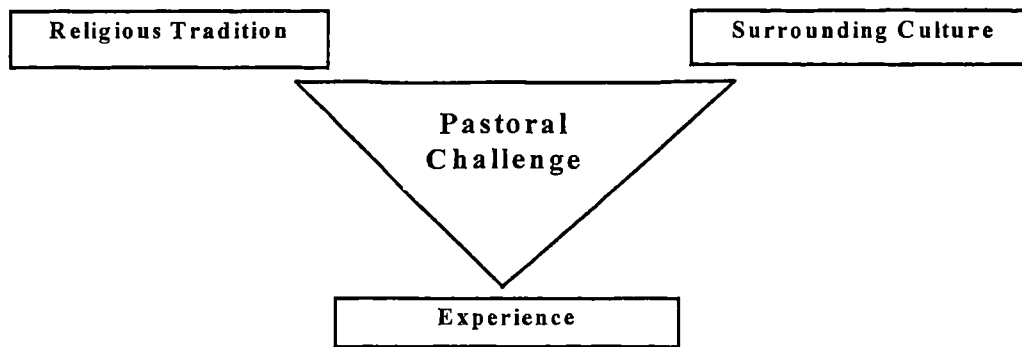 Religious Tradition
Surrounding Culture
Pastoral
Challenge
Experience